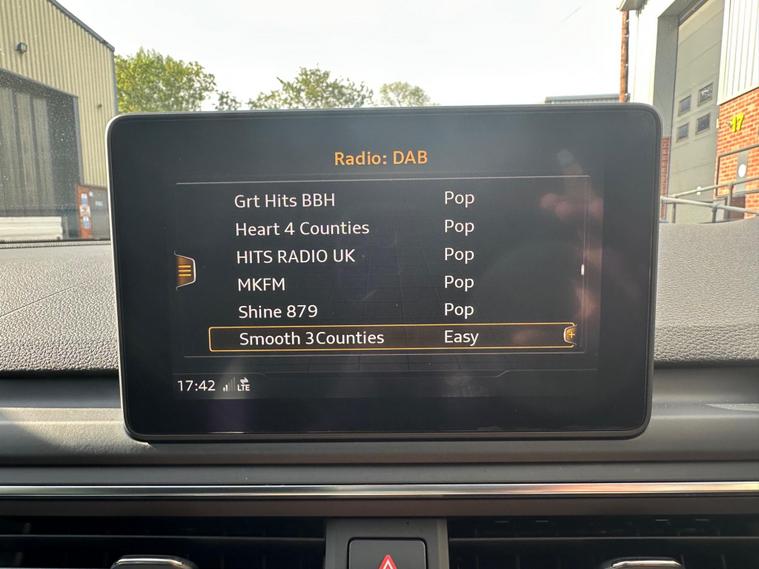 Radio: DAB
Grt Hits BBH Pop
Heart 4 Counties Pop
HITS RADIO UK Pop
MKFM Pop
Shine 879 Pop
Smooth 3Counties Easy
17:42 LTE
17